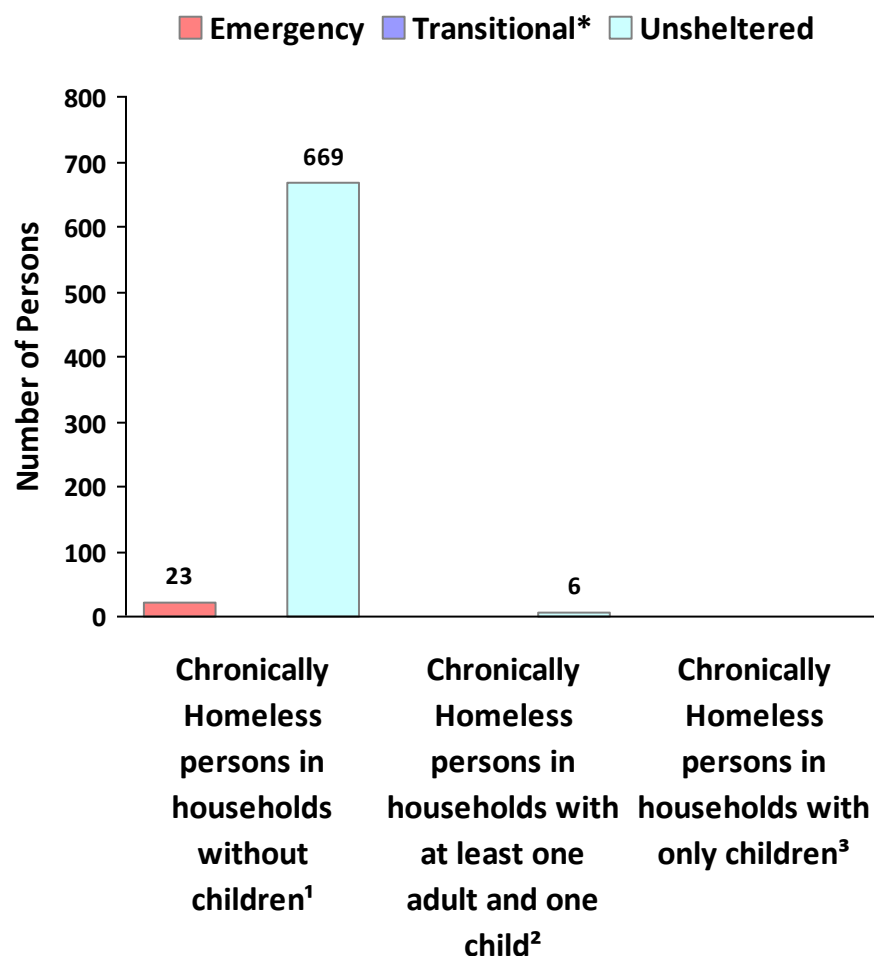 Emergency Transitional* Unsheltered
Number of Persons
800
700
600
500
400
300
200
100
0
669
23
6
Chronically
Homeless
persons in
households
without
children¹
Chronically
Homeless
persons in
households with
at least one
adult and one
child²
Chronically
Homeless
persons in
households with
only children³